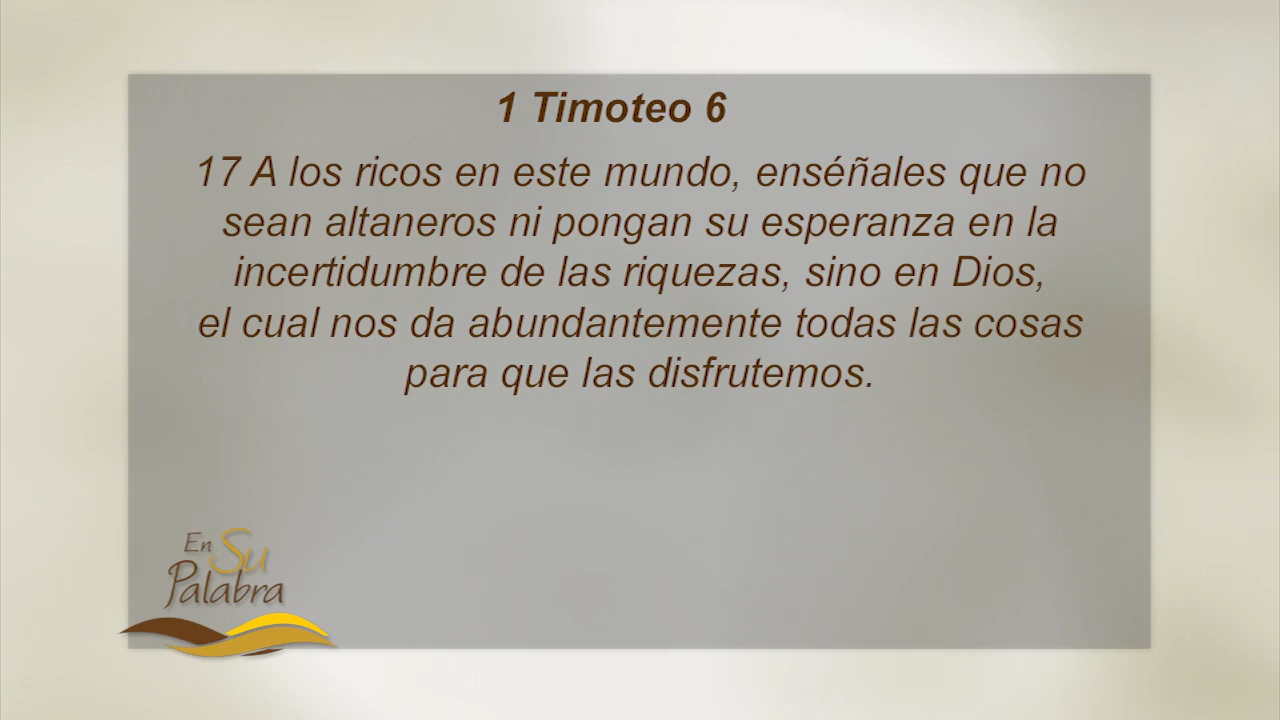 1 Timoteo 6
17 A los ricos en este mundo, enséñales que no
sean altaneros ni pongan su esperanza en la
incertidumbre de las riquezas, sino en Dios,
el cual nos da abundantemente todas las cosas
para que las disfrutemos.
En Su
Palabra